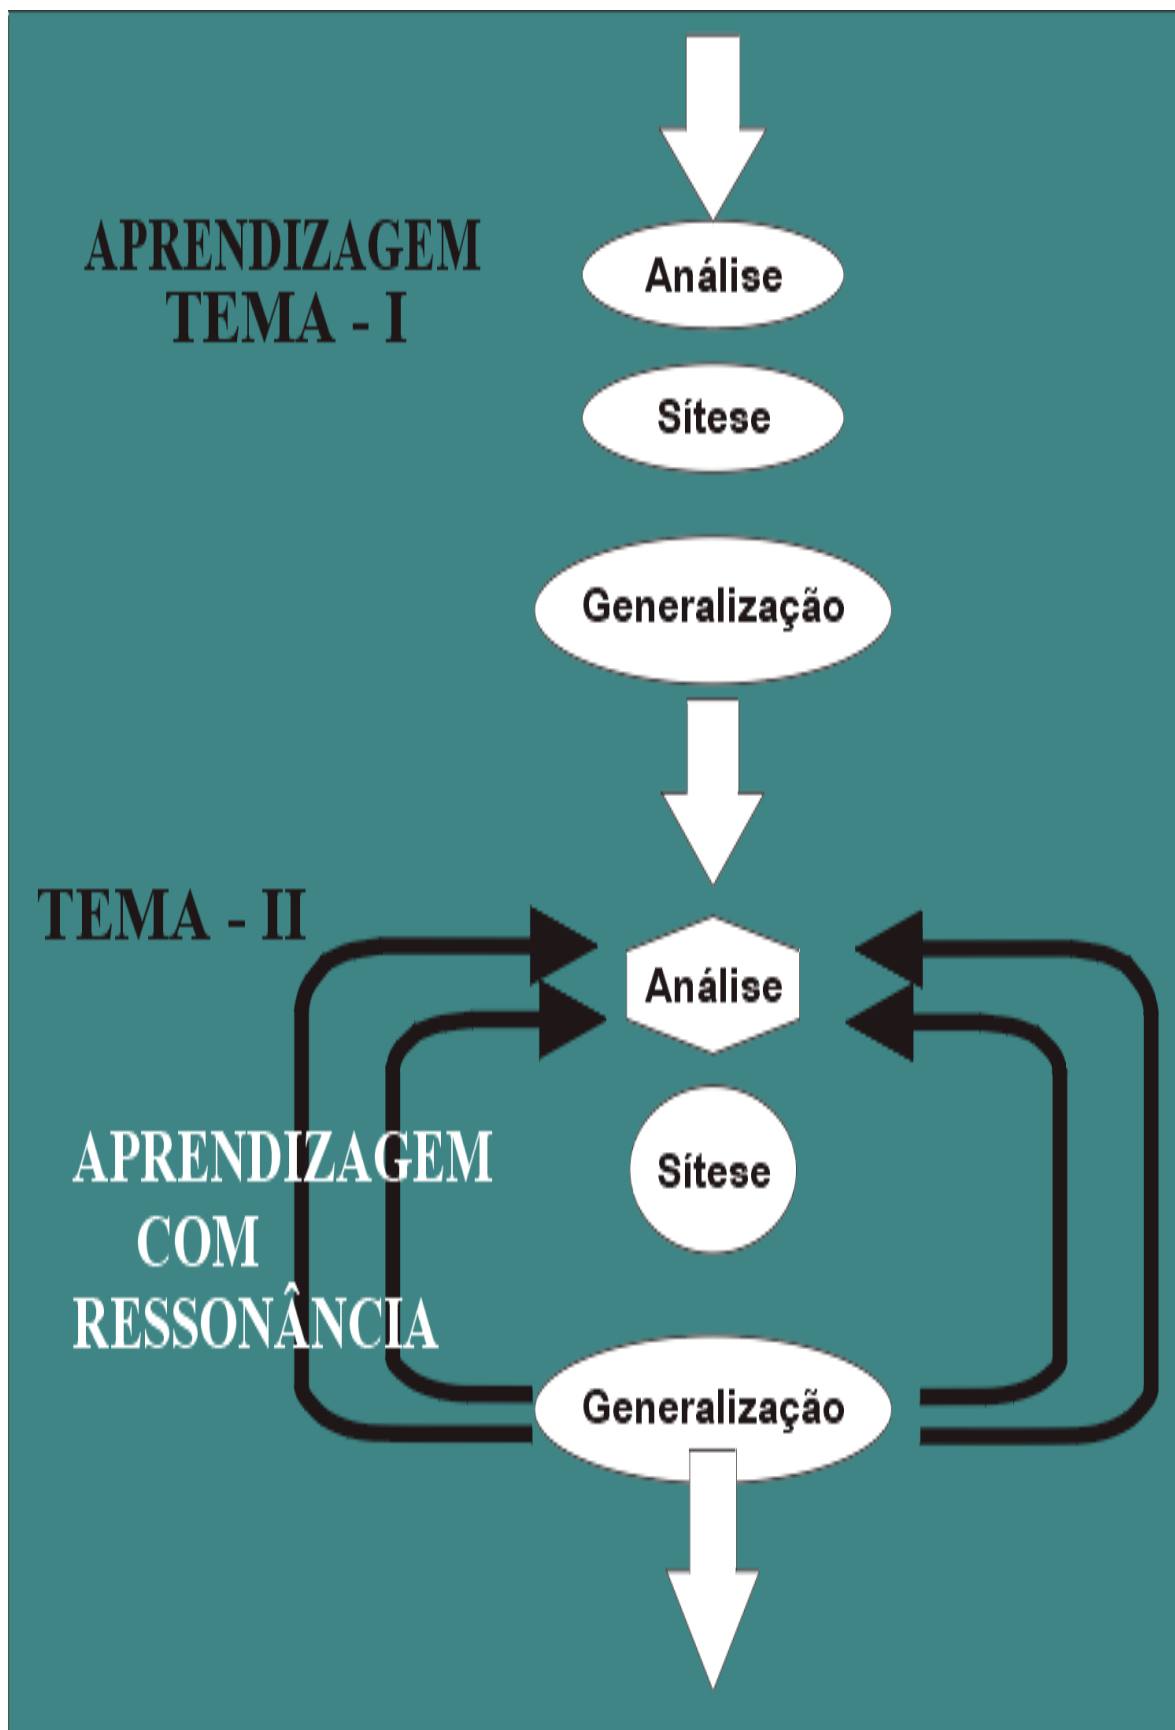 APRENDIZAGEM
TEMA - I
Análise
Sítese
Generalização
TEMA - II
Análise
APRENDIZAGEM
COM
RESSONÂNCIA
Sítese
Generalização